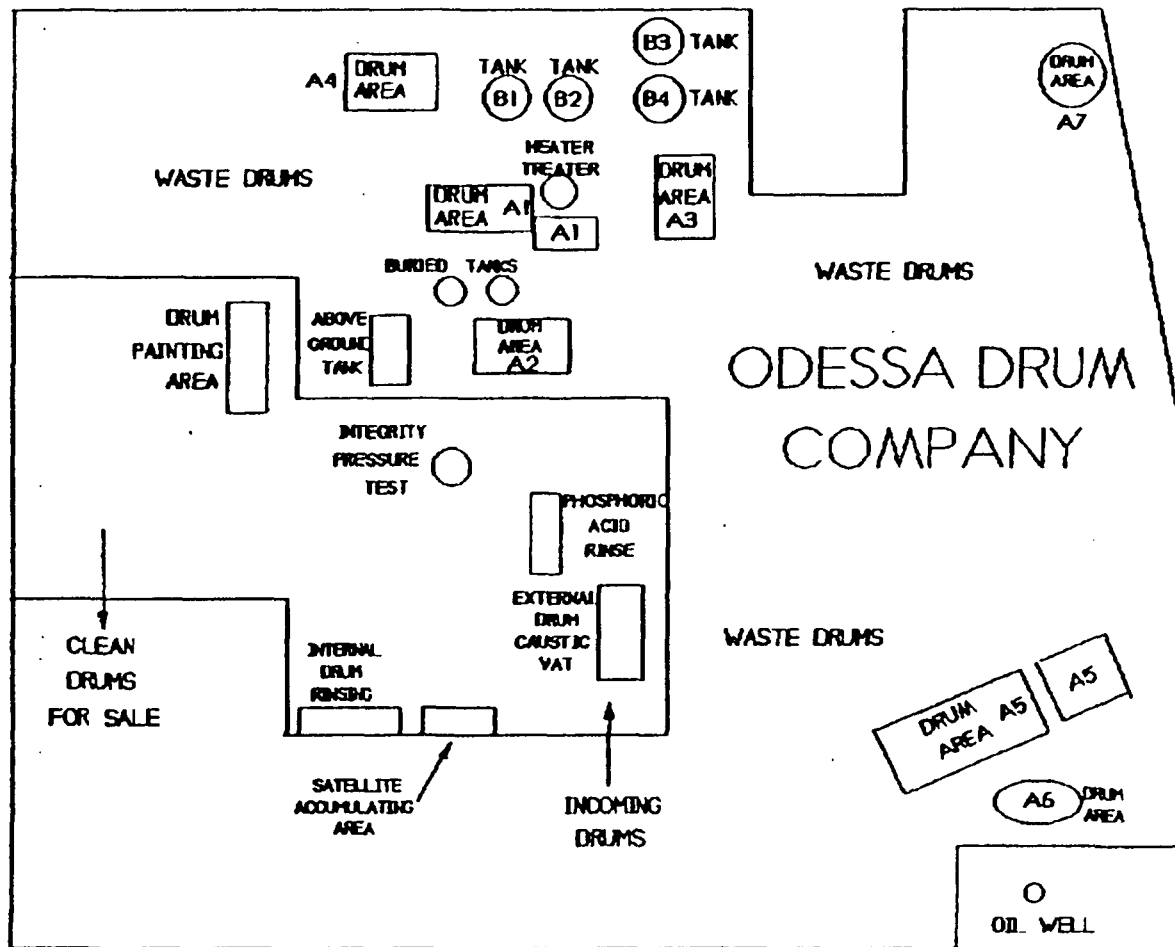 B3 TANK
A4
DRUM
AREA
TANK TANK
B1 B2
B4 TANK
DRUM
AREA
A7
HEATER
TREATER
WASTE DRUMS
DRUM
AREA A1
A1
DRUM
AREA
A3
BURIED TANKS
WASTE DRUMS
DRUM
PAINTING
AREA
ABOVE
GROUND
TANK
DRUM
AREA
A2
ODESSA DRUM
COMPANY
INTEGRITY
PRESSURE
TEST
PHOSPHORIC
ACID
RINSE
EXTERNAL
DRUM
CAUSTIC
VAT
WASTE DRUMS
CLEAN
DRUMS
FOR SALE
INTERNAL
DRUM
RINSING
DRUM A5
AREA
A5
SATELLITE
ACCUMULATING
AREA
INCOMING
DRUMS
A6
DRUM
AREA
OIL WELL